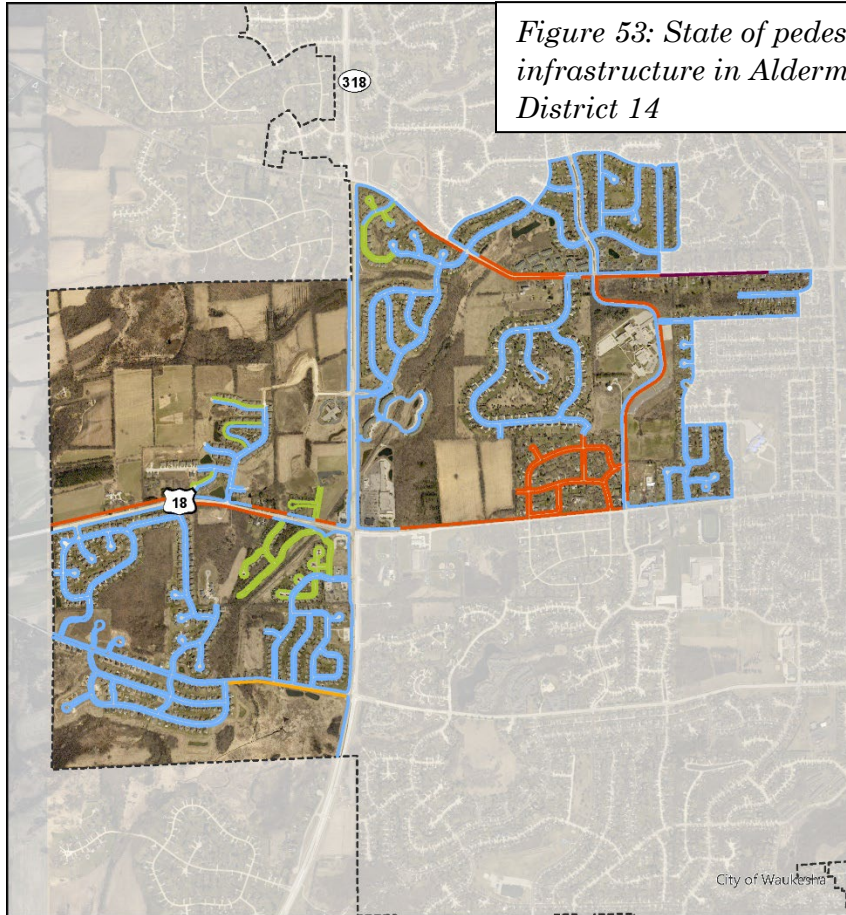 Figure 53: State of pedes
infrastructure in Alderm
District 14
318
18
City of Waukesha